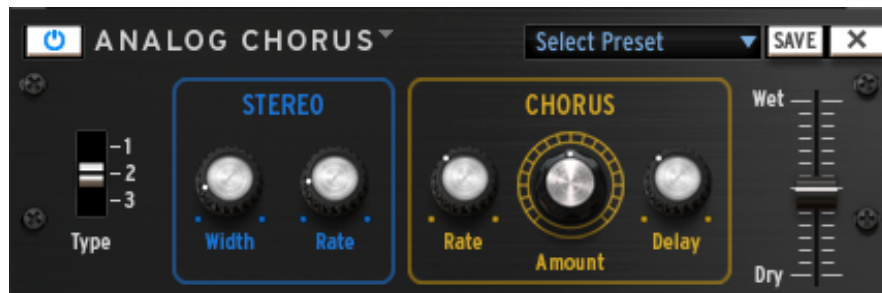 ANALOG CHORUS
Select Preset
SAVE
STEREO
CHORUS
Wet
1
2
3
Type
Width
Rate
Rate
Amount
Delay
Dry